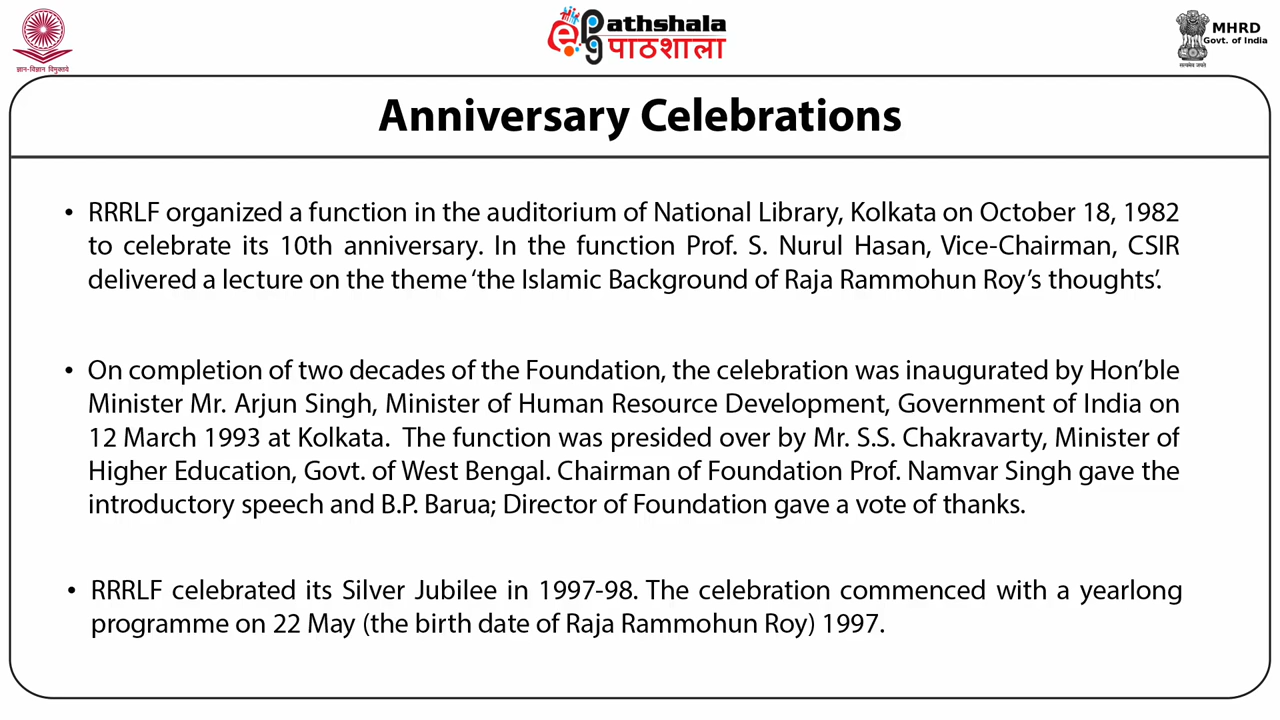 ज्ञान-विज्ञान विमुक्तये
ePathshala
पाठशाला
MHRD
Govt. of India
सत्यमेव जयते
Anniversary Celebrations
• RRRLF organized a function in the auditorium of National Library, Kolkata on October 18, 1982
to celebrate its 10th anniversary. In the function Prof. S. Nurul Hasan, Vice-Chairman, CSIR
delivered a lecture on the theme ‘the Islamic Background of Raja Rammohun Roy’s thoughts’.
• On completion of two decades of the Foundation, the celebration was inaugurated by Hon’ble
Minister Mr. Arjun Singh, Minister of Human Resource Development, Government of India on
12 March 1993 at Kolkata. The function was presided over by Mr. S.S. Chakravarty, Minister of
Higher Education, Govt. of West Bengal. Chairman of Foundation Prof. Namvar Singh gave the
introductory speech and B.P. Barua; Director of Foundation gave a vote of thanks.
• RRRLF celebrated its Silver Jubilee in 1997-98. The celebration commenced with a yearlong
programme on 22 May (the birth date of Raja Rammohun Roy) 1997.